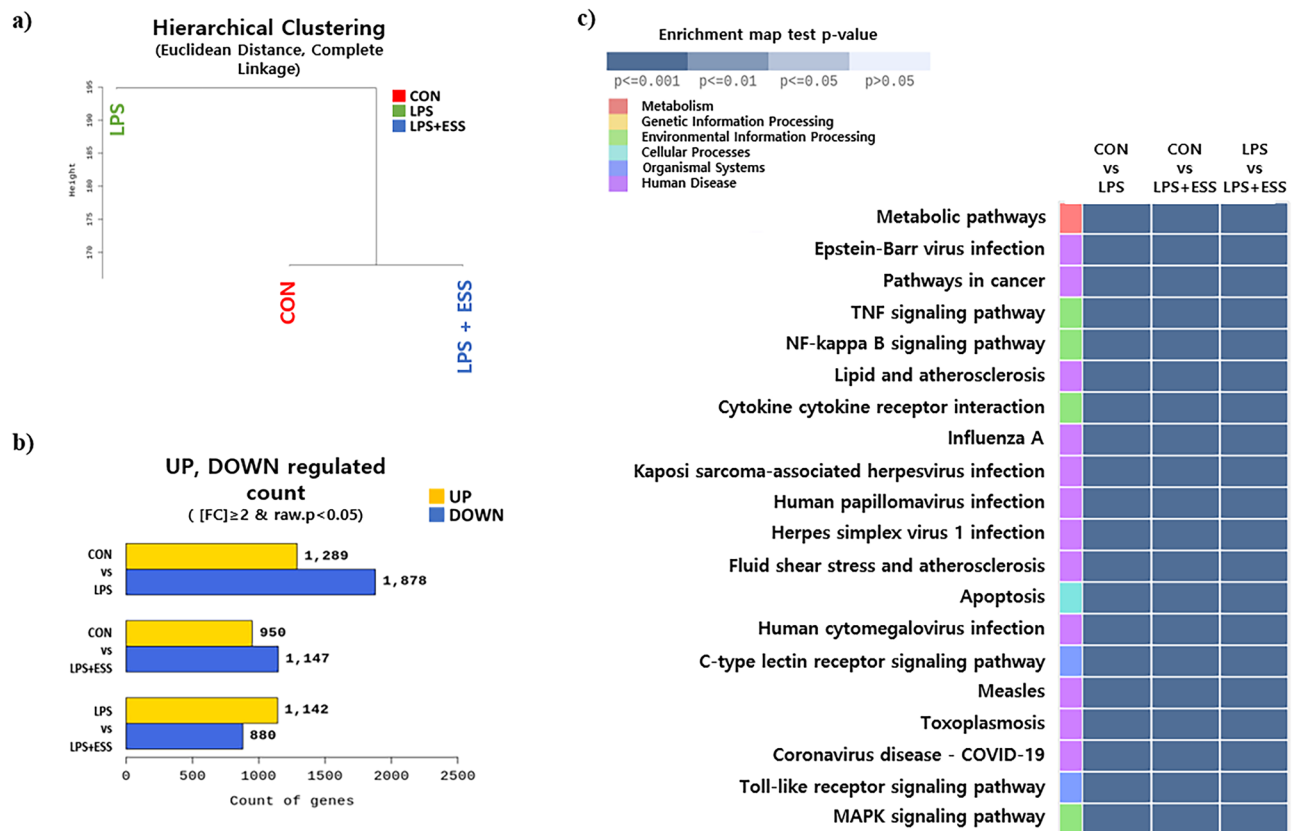 a)
Hierarchical Clustering
(Euclidean Distance, Complete
Linkage)
195
190
185
180
175
170
Height
LPS
CON
LPS + ESS
CON
LPS
LPS+ESS
b)
UP, DOWN regulated
count
( [FC]≥2 & raw.p<0.05)
UP
DOWN
CON
vs
LPS
1,289
1,878
CON
vs
LPS+ESS
950
1,147
LPS
vs
LPS+ESS
1,142
880
0 500 1000 1500 2000 2500
Count of genes
c)
Enrichment map test p-value
p<=0.001 p<=0.01 p<=0.05 p>0.05
Metabolism
Genetic Information Processing
Environmental Information Processing
Cellular Processes
Organismal Systems
Human Disease
CON
vs
LPS
CON
vs
LPS+ESS
LPS
vs
LPS+ESS
Metabolic pathways
Epstein-Barr virus infection
Pathways in cancer
TNF signaling pathway
NF-kappa B signaling pathway
Lipid and atherosclerosis
Cytokine cytokine receptor interaction
Influenza A
Kaposi sarcoma-associated herpesvirus infection
Human papillomavirus infection
Herpes simplex virus 1 infection
Fluid shear stress and atherosclerosis
Apoptosis
Human cytomegalovirus infection
C-type lectin receptor signaling pathway
Measles
Toxoplasmosis
Coronavirus disease - COVID-19
Toll-like receptor signaling pathway
MAPK signaling pathway